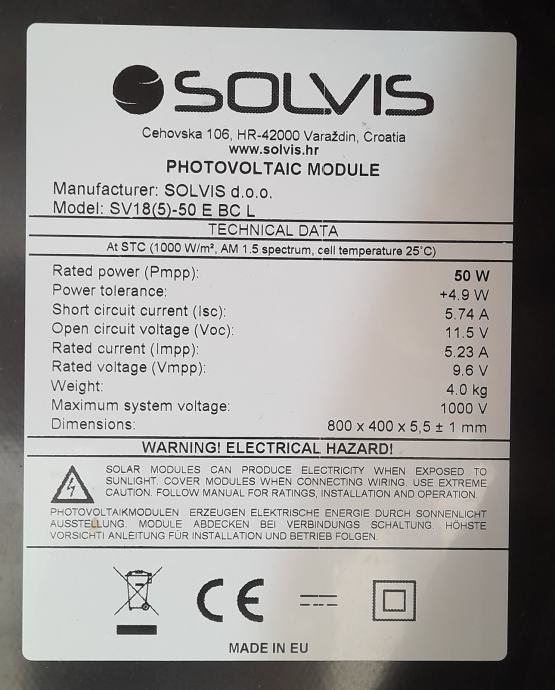 SOLVIS
Cehovska 106, HR-42000 Varaždin, Croatia
www.solvis.hr
PHOTOVOLTAIC MODULE
Manufacturer: SOLVIS d.o.o.
Model: SV18(5)-50 E BC L
TECHNICAL DATA
At STC (1000 W/m², AM 1.5 spectrum, cell temperature 25°C)
Rated power (Pmpp): 50 W
Power tolerance: +4.9 W
Short circuit current (Isc): 5.74 A
Open circuit voltage (Voc): 11.5 V
Rated current (Impp): 5.23 A
Rated voltage (Vmpp): 9.6 V
Weight: 4.0 kg
Maximum system voltage: 1000 V
Dimensions: 800 x 400 x 5,5 ± 1 mm
WARNING! ELECTRICAL HAZARD!
SOLAR MODULES CAN PRODUCE ELECTRICITY WHEN EXPOSED TO
SUNLIGHT. COVER MODULES WHEN CONNECTING WIRING. USE EXTREME
CAUTION. FOLLOW MANUAL FOR RATINGS, INSTALLATION AND OPERATION.
PHOTOVOLTAIKMODULEN ERZEUGEN ELEKTRISCHE ENERGIE DURCH SONNENLICHT
AUSSTELLUNG. MODULE ABDECKEN BEI VERBINDUNGS SCHALTUNG. HÖHSTE
VORSICHT! ANLEITUNG FÜR INSTALLATION UND BETRIEB FOLGEN.
CE
MADE IN EU